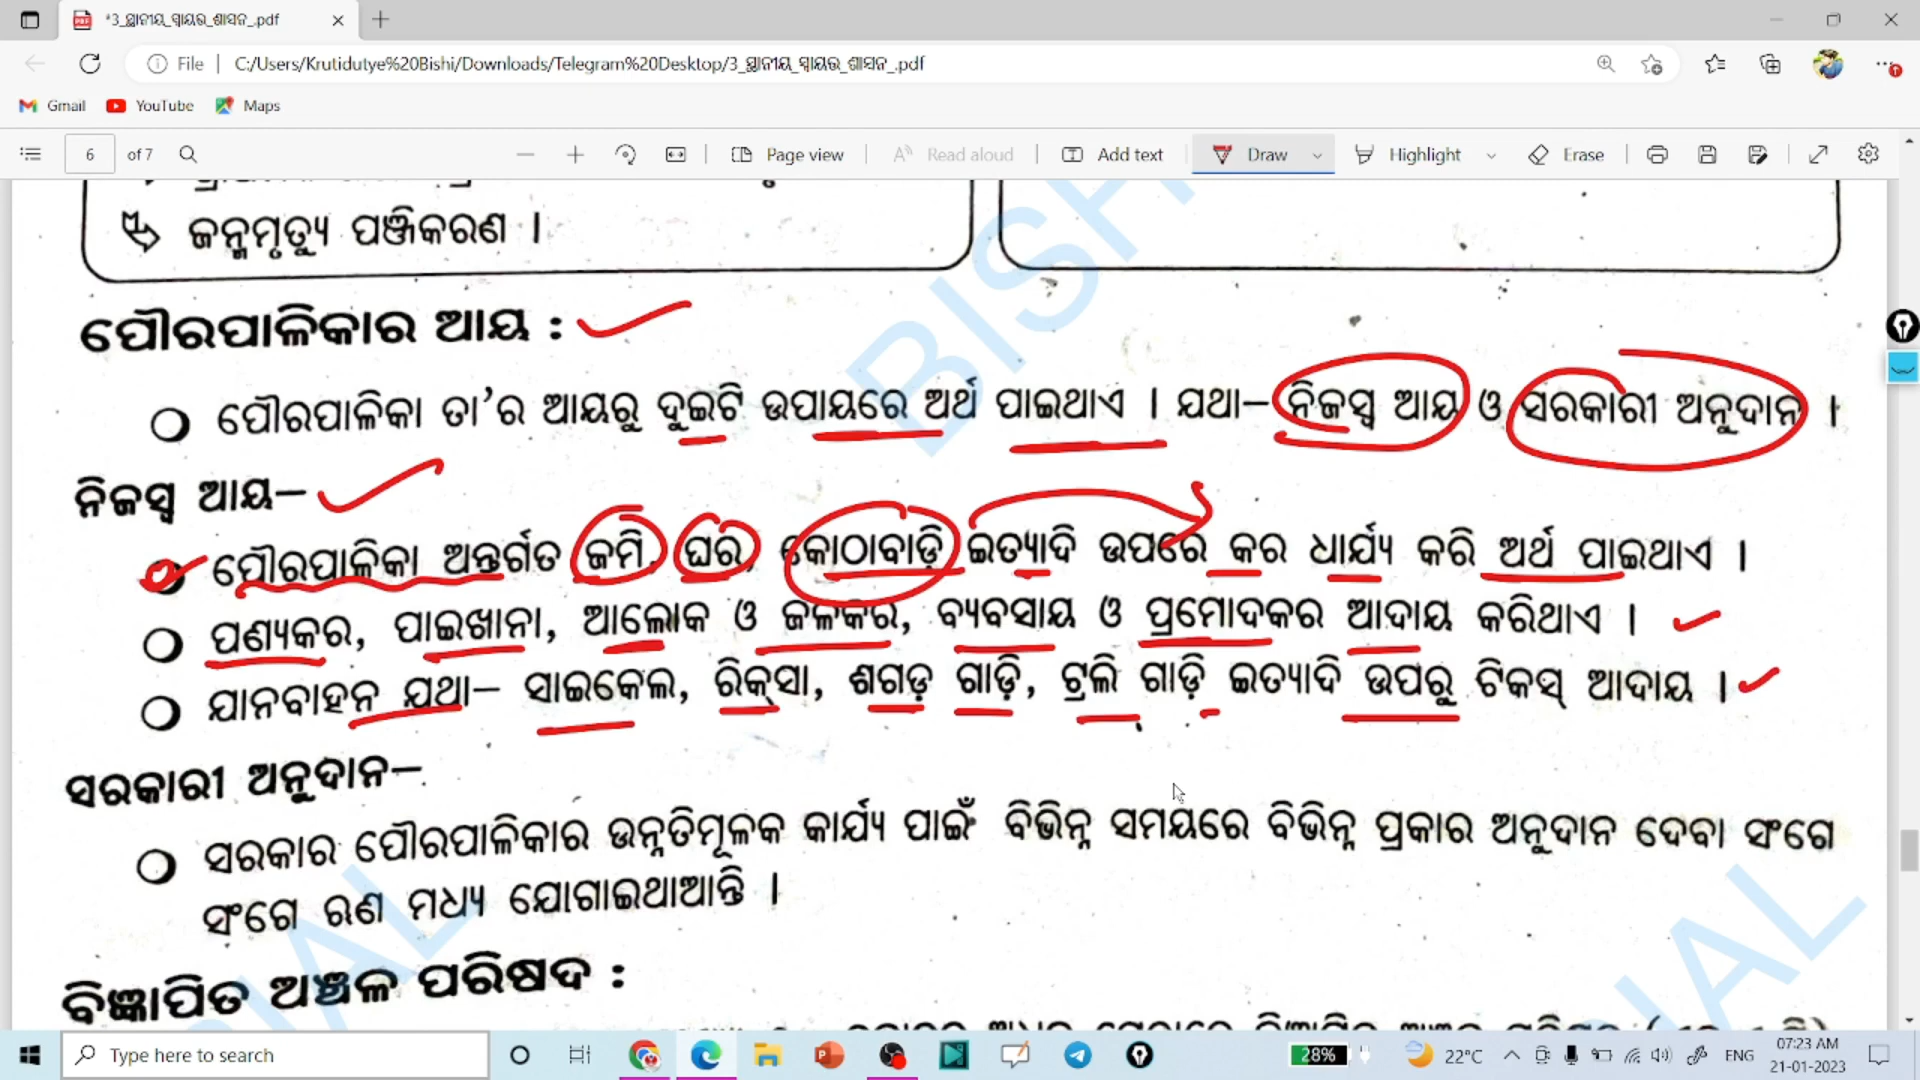 *3_ସ୍ଥାନୀୟ_ସ୍ୱାୟତ୍ତ_ଶାସନ_.pdf
File C:/Users/Krutidutye%20Bishi/Downloads/Telegram%20Desktop/3_ସ୍ଥାନୀୟ_ସ୍ୱାୟତ୍ତ_ଶାସନ_.pdf
Gmail YouTube Maps
6 of 7 Page view Read aloud Add text Draw Highlight Erase
ଜନ୍ମମୃତ୍ୟୁ ପଞ୍ଜିକରଣ ।
ପୌରପାଳିକାର ଆୟ :
ପୌରପାଳିକା ତା'ର ଆୟରୁ ଦୁଇଟି ଉପାୟରେ ଅର୍ଥ ପାଇଥାଏ । ଯଥା– ନିଜସ୍ୱ ଆୟ ଓ ସରକାରୀ ଅନୁଦାନ ।
ନିଜସ୍ୱ ଆୟ–
ପୌରପାଳିକା ଅନ୍ତର୍ଗତ ଜମି, ଘର, କୋଠାବାଡ଼ି ଇତ୍ୟାଦି ଉପରେ କର ଧାର୍ଯ୍ୟ କରି ଅର୍ଥ ପାଇଥାଏ ।
ପଣ୍ୟକର, ପାଇଖାନା, ଆଲୋକ ଓ ଜଳକର, ବ୍ୟବସାୟ ଓ ପ୍ରମୋଦକର ଆଦାୟ କରିଥାଏ ।
ଯାନବାହନ ଯଥା– ସାଇକେଲ, ରିକ୍ସା, ଶଗଡ଼ ଗାଡ଼ି, ଟ୍ରଲି ଗାଡ଼ି ଇତ୍ୟାଦି ଉପରୁ ଟିକସ୍ ଆଦାୟ ।
ସରକାରୀ ଅନୁଦାନ–
ସରକାର ପୌରପାଳିକାର ଉନ୍ନତିମୂଳକ କାର୍ଯ୍ୟ ପାଇଁ ବିଭିନ୍ନ ସମୟରେ ବିଭିନ୍ନ ପ୍ରକାର ଅନୁଦାନ ଦେବା ସଂଗେ
ସଂଗେ ଋଣ ମଧ୍ୟ ଯୋଗାଇଥାଆନ୍ତି ।
ବିଜ୍ଞାପିତ ଅଞ୍ଚଳ ପରିଷଦ :
Type here to search 28% 22°C ENG 07:23 AM
21-01-2023